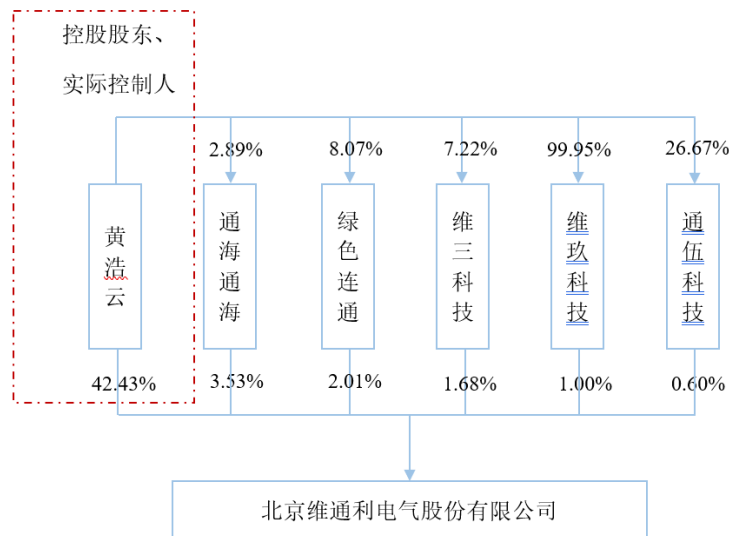 控股股东、
实际控制人
2.89%
8.07%
7.22%
99.95%
26.67%
黄浩云
通海通海
绿色连通
维三科技
维玖科技
通伍科技
42.43%
3.53%
2.01%
1.68%
1.00%
0.60%
北京维通利电气股份有限公司